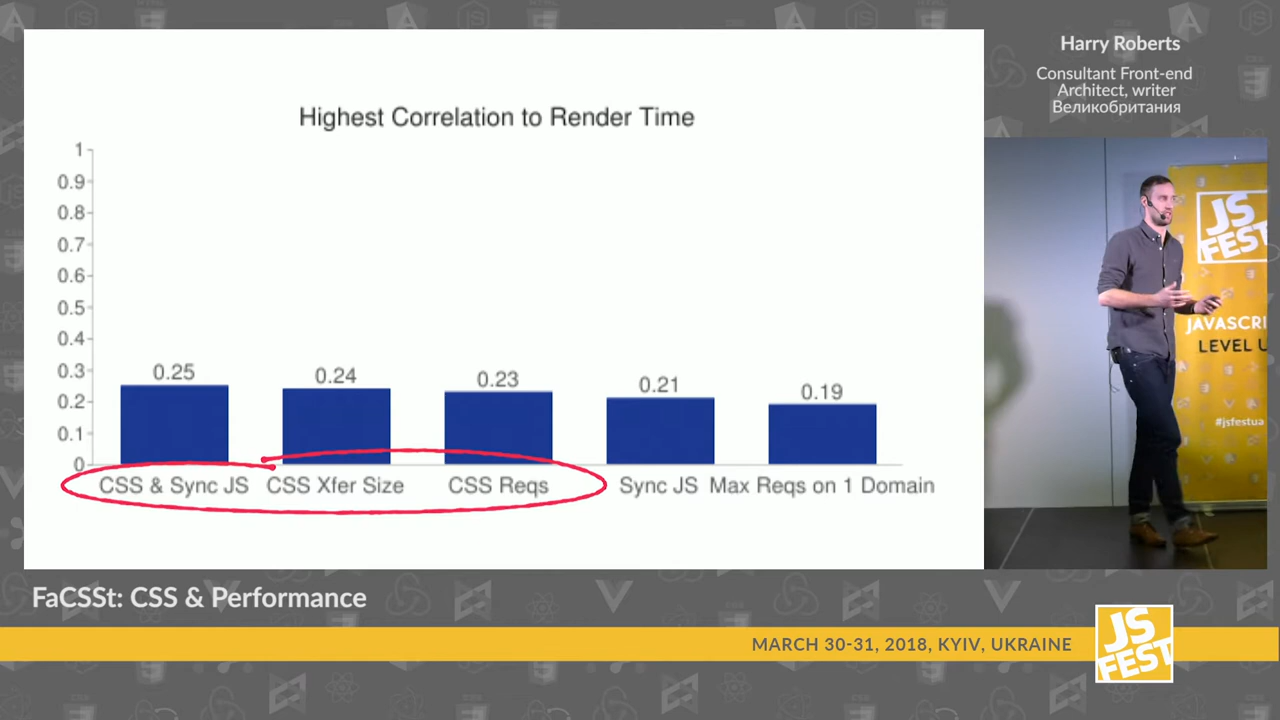 Harry Roberts
Consultant Front-end
Architect, writer
Великобритания
Highest Correlation to Render Time
1
0.9
0.8
0.7
0.6
0.5
0.4
0.3
0.2
0.1
0
0.25
0.24
0.23
0.21
0.19
CSS & Sync JS
CSS Xfer Size
CSS Reqs
Sync JS
Max Reqs on 1 Domain
JS
FEST
JAVASCRI
LEVEL U
#jsfestua
FaCSSt: CSS & Performance
MARCH 30-31, 2018, KYIV, UKRAINE
JS
FEST